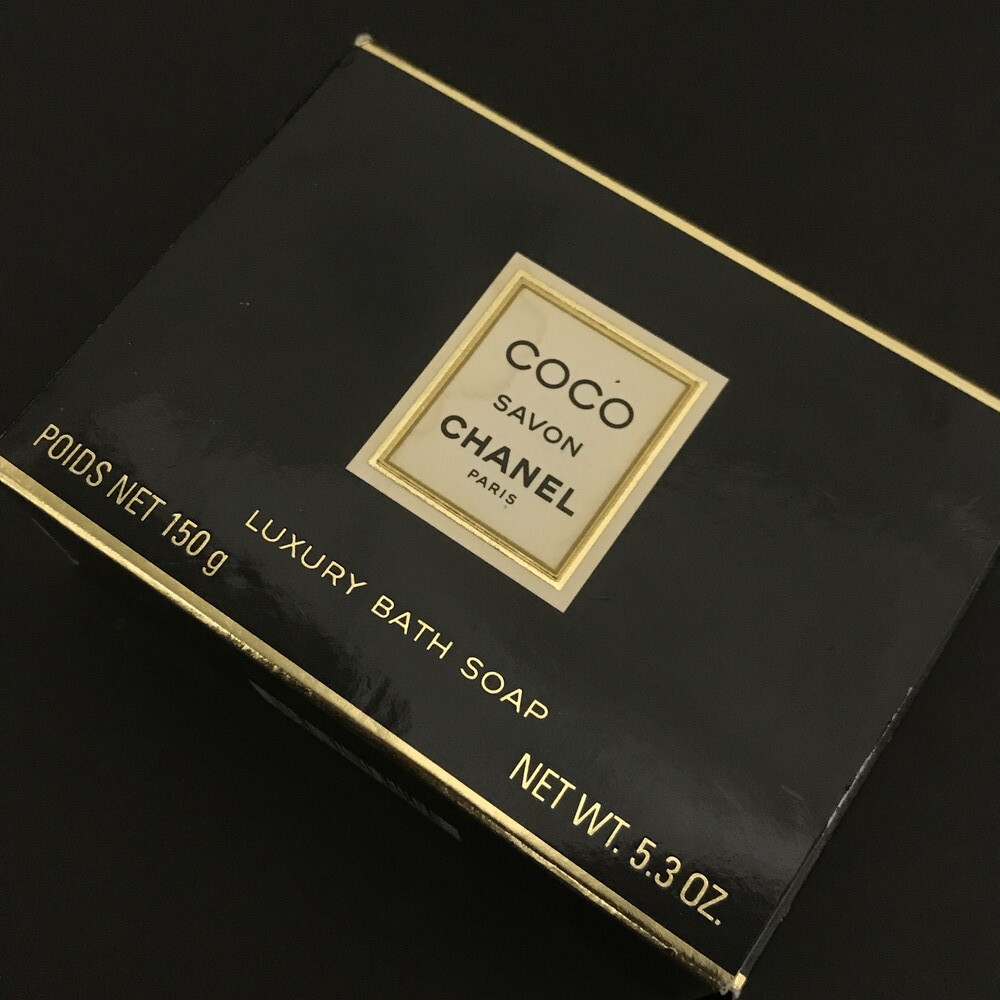 COCO
SAVON
CHANEL
PARIS
POIDS NET 150 g
LUXURY BATH SOAP
NET WT. 5.3 OZ.